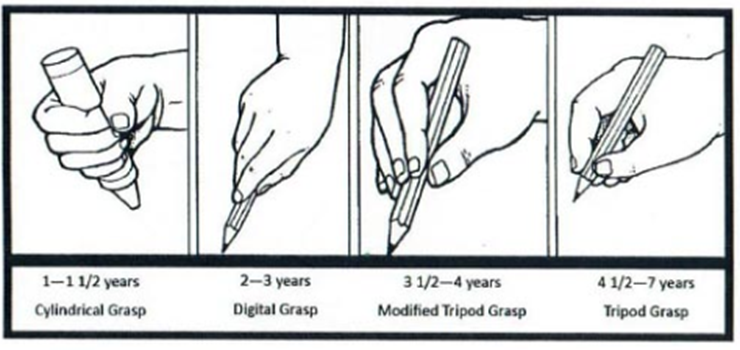 1—1 1/2 years
Cylindrical Grasp
2—3 years
Digital Grasp
3 1/2—4 years
Modified Tripod Grasp
4 1/2—7 years
Tripod Grasp